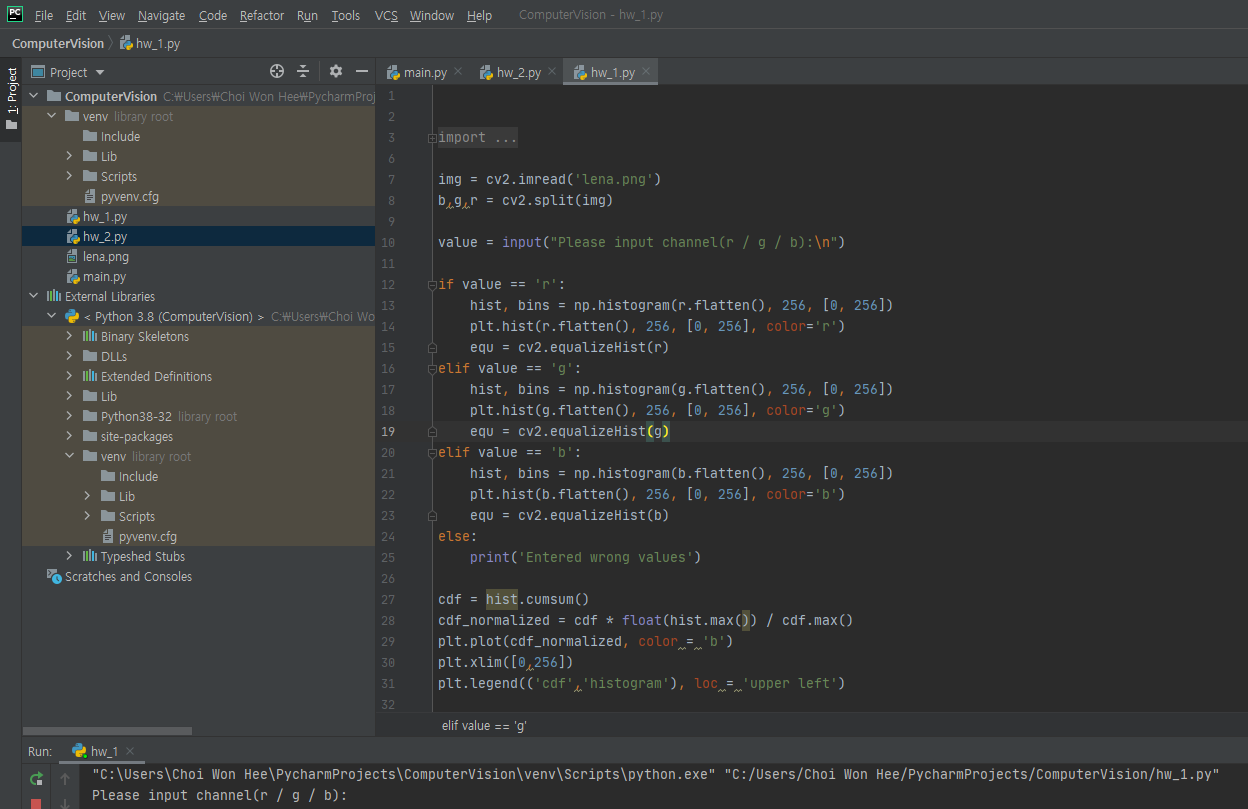 PC File Edit View Navigate Code Refactor Run Tools VCS Window Help ComputerVision - hw_1.py
ComputerVision hw_1.py
1: Project
Project
main.py hw_2.py hw_1.py
ComputerVision C:₩Users₩Choi Won Hee₩PycharmProj
venv library root
Include
Lib
Scripts
pyvenv.cfg
hw_1.py
hw_2.py
lena.png
main.py
External Libraries
< Python 3.8 (ComputerVision) > C:₩Users₩Choi Wo
Binary Skeletons
DLLs
Extended Definitions
Lib
Python38-32 library root
site-packages
venv library root
Include
Lib
Scripts
pyvenv.cfg
Typeshed Stubs
Scratches and Consoles
1
2
3 import ...
6
7 img = cv2.imread('lena.png')
8 b,g,r = cv2.split(img)
9
10 value = input("Please input channel(r / g / b):\n")
11
12 if value == 'r':
13 hist, bins = np.histogram(r.flatten(), 256, [0, 256])
14 plt.hist(r.flatten(), 256, [0, 256], color='r')
15 equ = cv2.equalizeHist(r)
16 elif value == 'g':
17 hist, bins = np.histogram(g.flatten(), 256, [0, 256])
18 plt.hist(g.flatten(), 256, [0, 256], color='g')
19 equ = cv2.equalizeHist(g)
20 elif value == 'b':
21 hist, bins = np.histogram(b.flatten(), 256, [0, 256])
22 plt.hist(b.flatten(), 256, [0, 256], color='b')
23 equ = cv2.equalizeHist(b)
24 else:
25 print('Entered wrong values')
26
27 cdf = hist.cumsum()
28 cdf_normalized = cdf * float(hist.max()) / cdf.max()
29 plt.plot(cdf_normalized, color = 'b')
30 plt.xlim([0,256])
31 plt.legend(('cdf','histogram'), loc = 'upper left')
32
elif value == 'g'
Run: hw_1
"C:\Users\Choi Won Hee\PycharmProjects\ComputerVision\venv\Scripts\python.exe" "C:/Users/Choi Won Hee/PycharmProjects/ComputerVision/hw_1.py"
Please input channel(r / g / b):